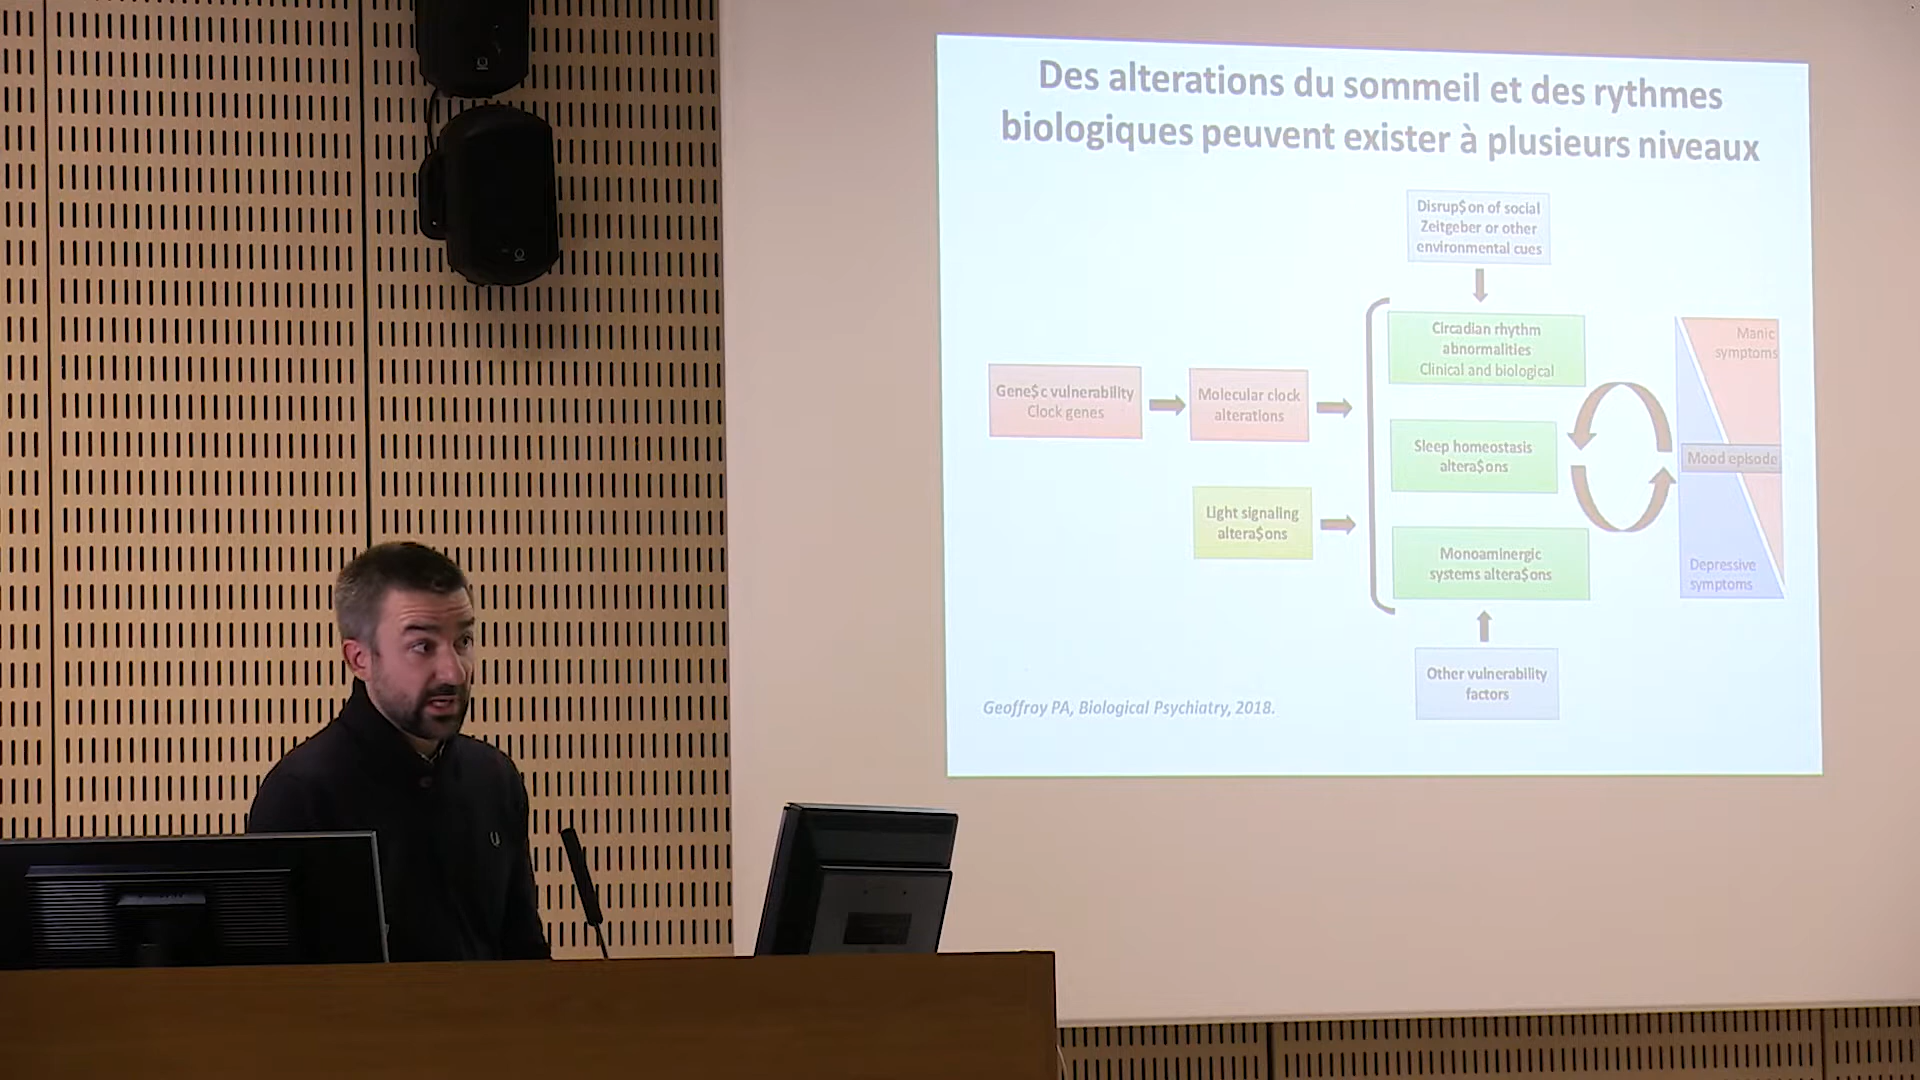 Des alterations du sommeil et des rythmes
biologiques peuvent exister à plusieurs niveaux
Disrup$on of social
Zeitgeber or other
environmental cues
Circadian rhythm
abnormalities
Clinical and biological
Manic
symptoms
Gene$c vulnerability
Clock genes
Molecular clock
alterations
Sleep homeostasis
altera$ons
Mood episode
Light signaling
altera$ons
Monoaminergic
systems altera$ons
Depressive
symptoms
Other vulnerability
factors
Geoffroy PA, Biological Psychiatry, 2018.